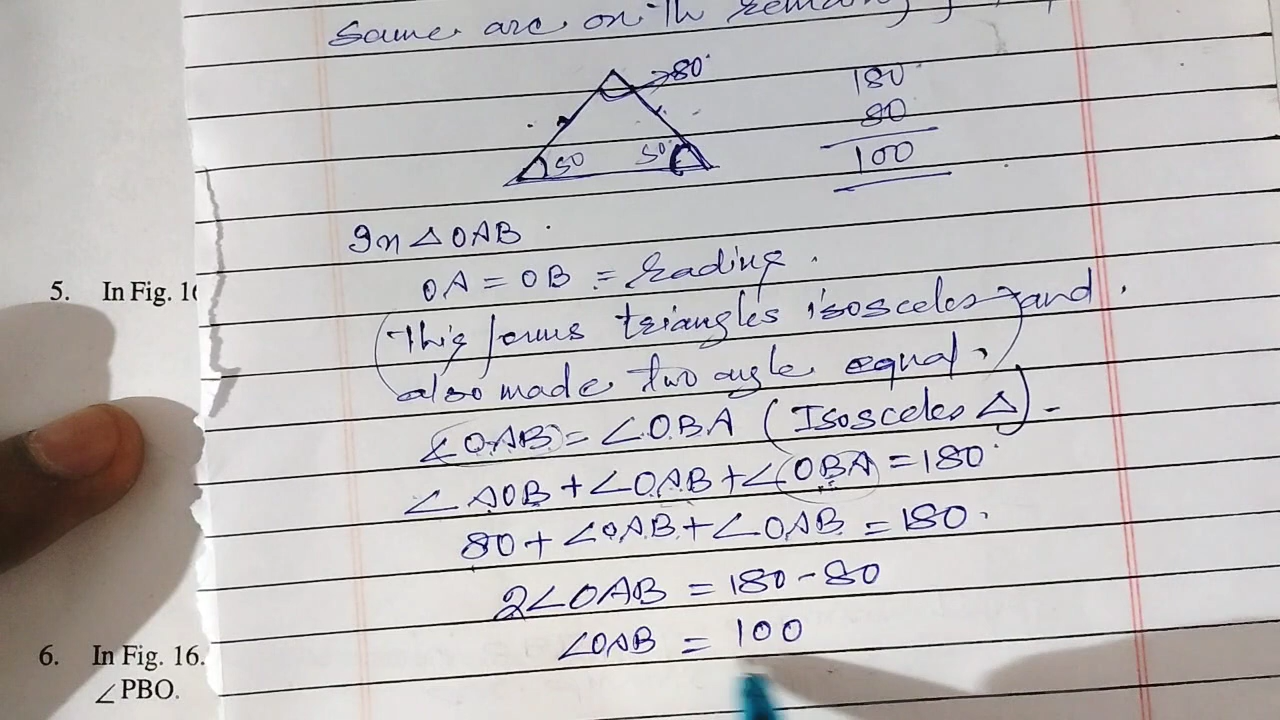 Same arc on the
80°
180°
80
50 50°
100
In △OAB.
OA = OB = radius.
(This forms triangles isosceles and.
also made two angle equal.)
∠OAB = ∠OBA (Isosceles △)
∠AOB + ∠OAB + ∠OBA = 180°
80 + ∠OAB + ∠OAB = 180.
2∠OAB = 180 - 80
∠OAB = 100
5. In Fig. 16
6. In Fig. 16.
∠PBO.